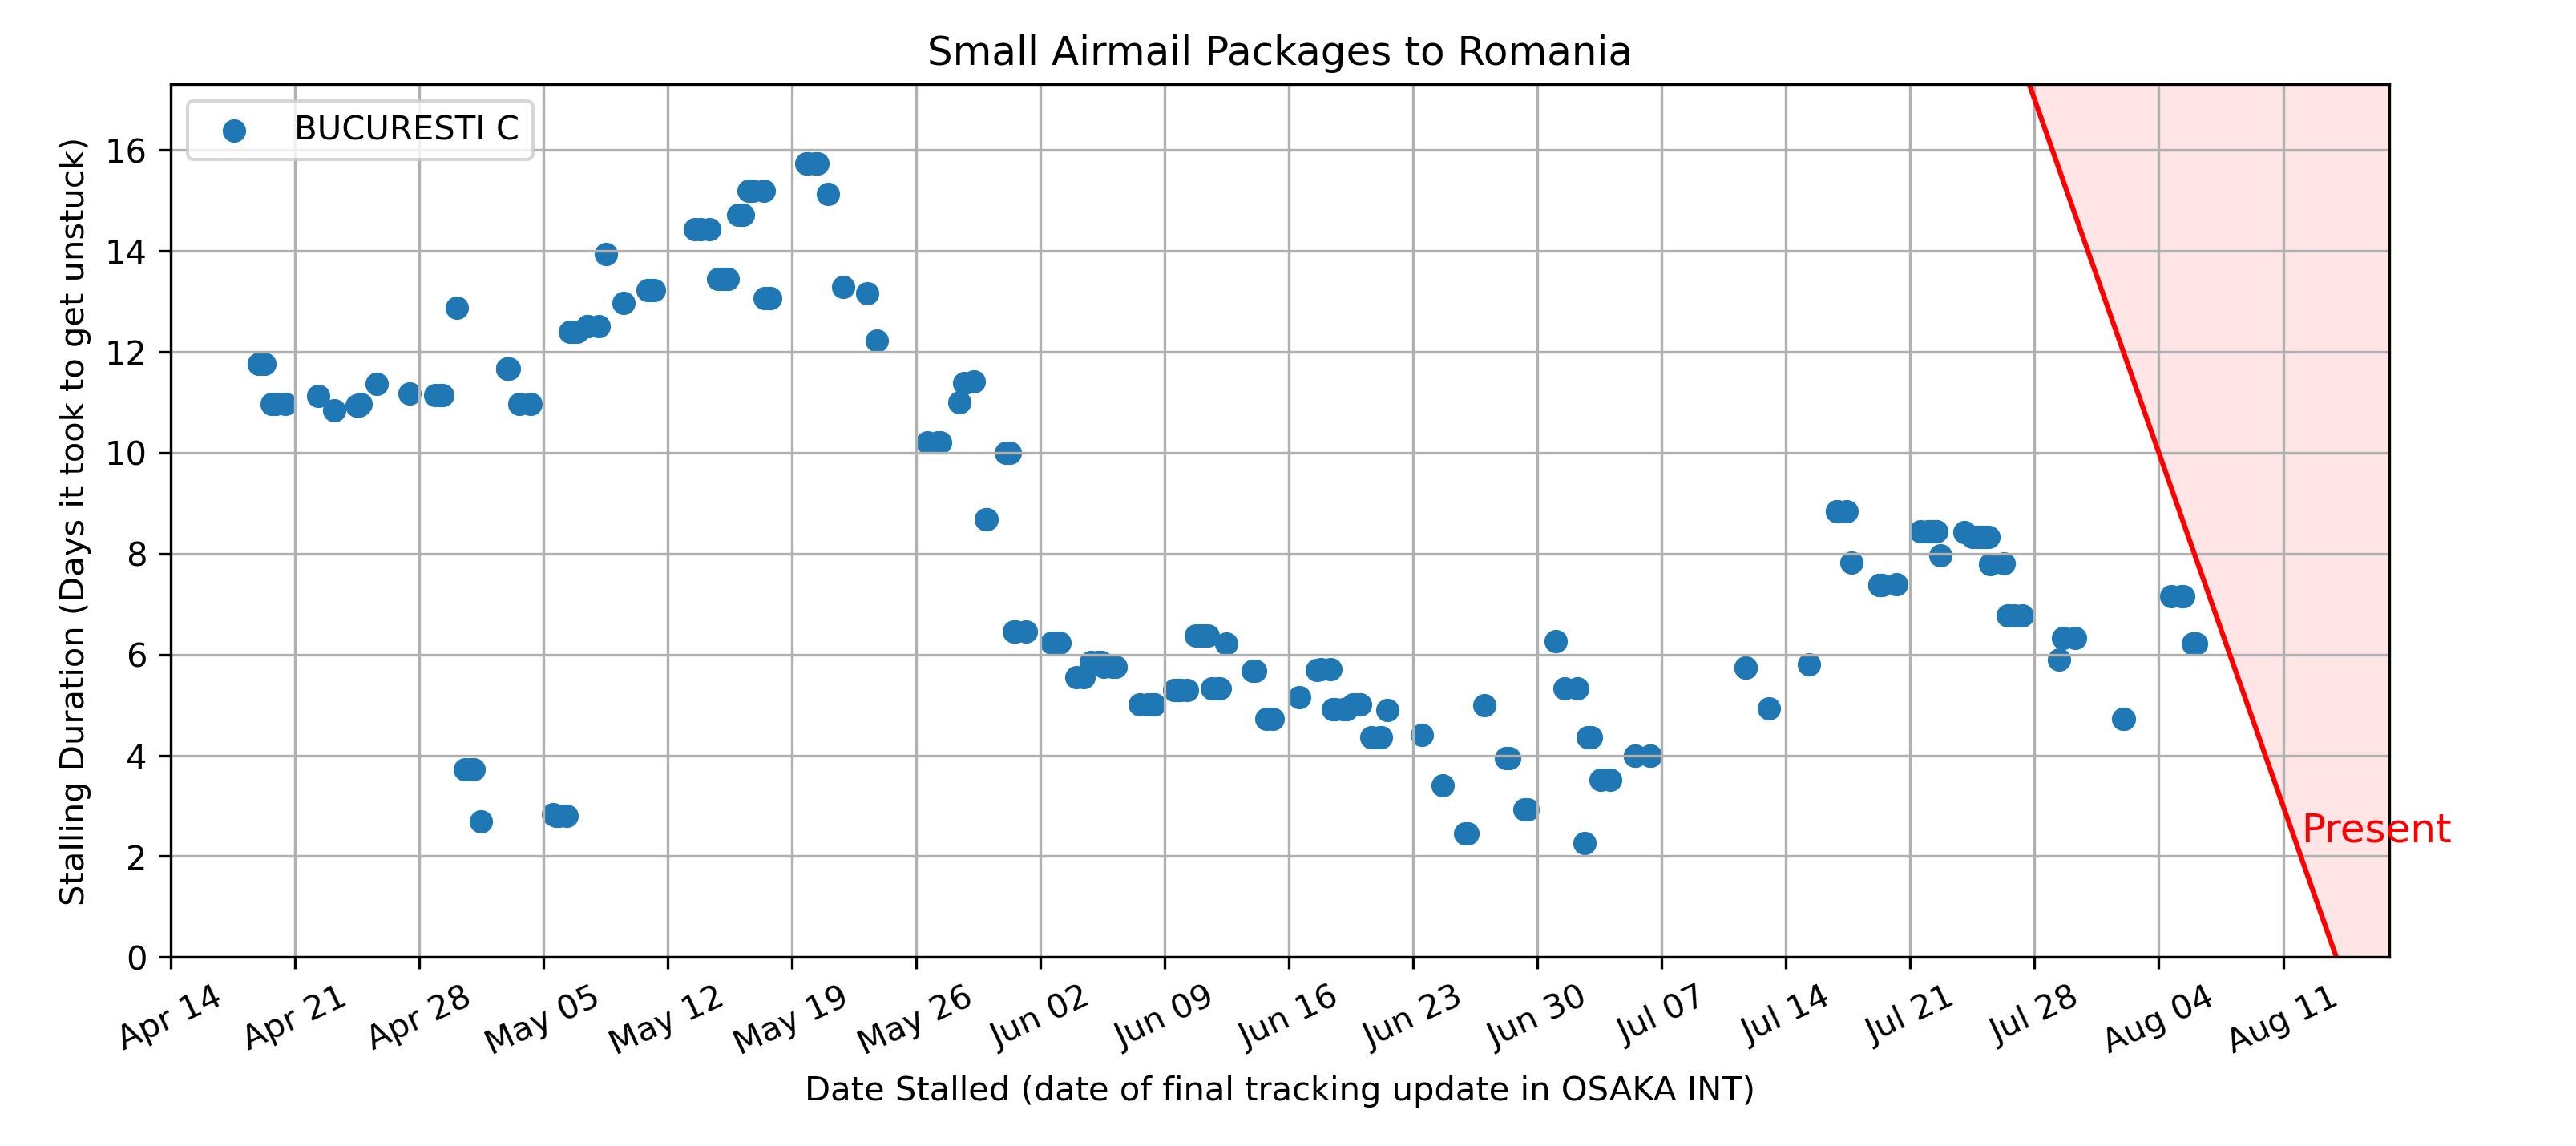 Small Airmail Packages to Romania
BUCURESTI C
Stalling Duration (Days it took to get unstuck)
16
14
12
10
8
6
4
2
0
Present
Apr 14
Apr 21
Apr 28
May 05
May 12
May 19
May 26
Jun 02
Jun 09
Jun 16
Jun 23
Jun 30
Jul 07
Jul 14
Jul 21
Jul 28
Aug 04
Aug 11
Date Stalled (date of final tracking update in OSAKA INT)